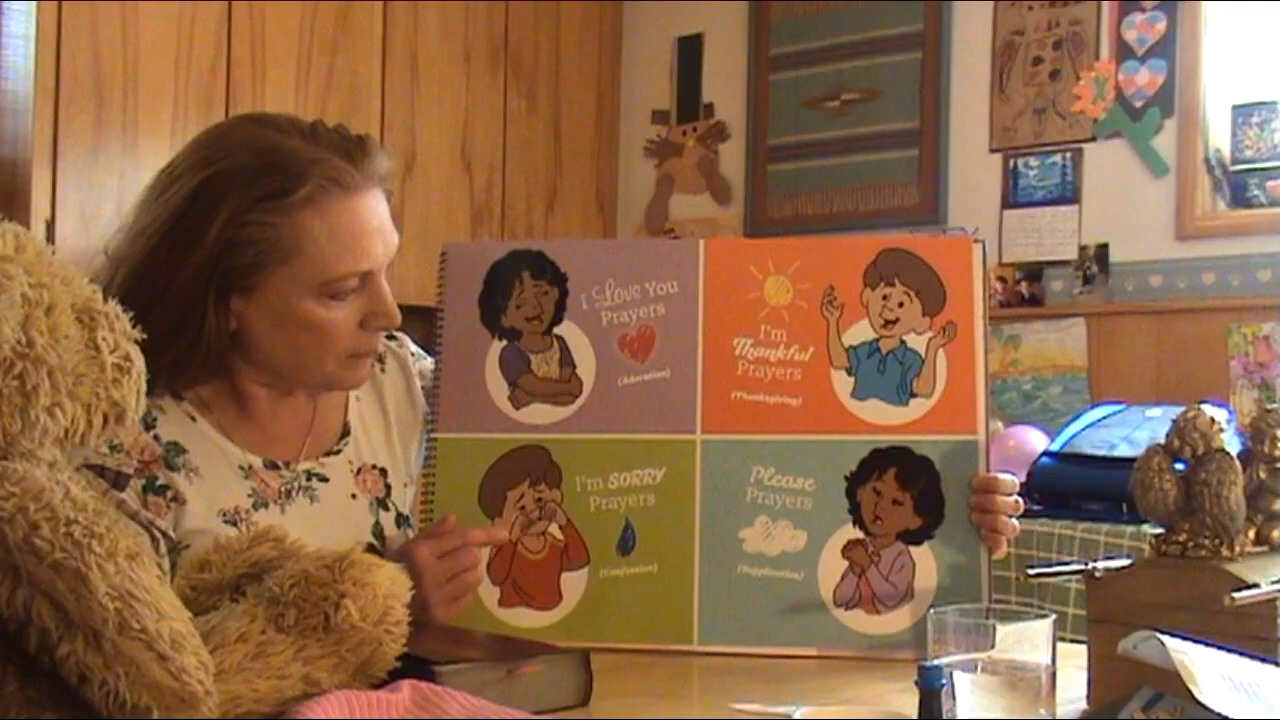 I Love You
Prayers
(Adoration)
I'm
Thankful
Prayers
(Thanksgiving)
I'm SORRY
Prayers
(Confession)
Please
Prayers
(Supplication)